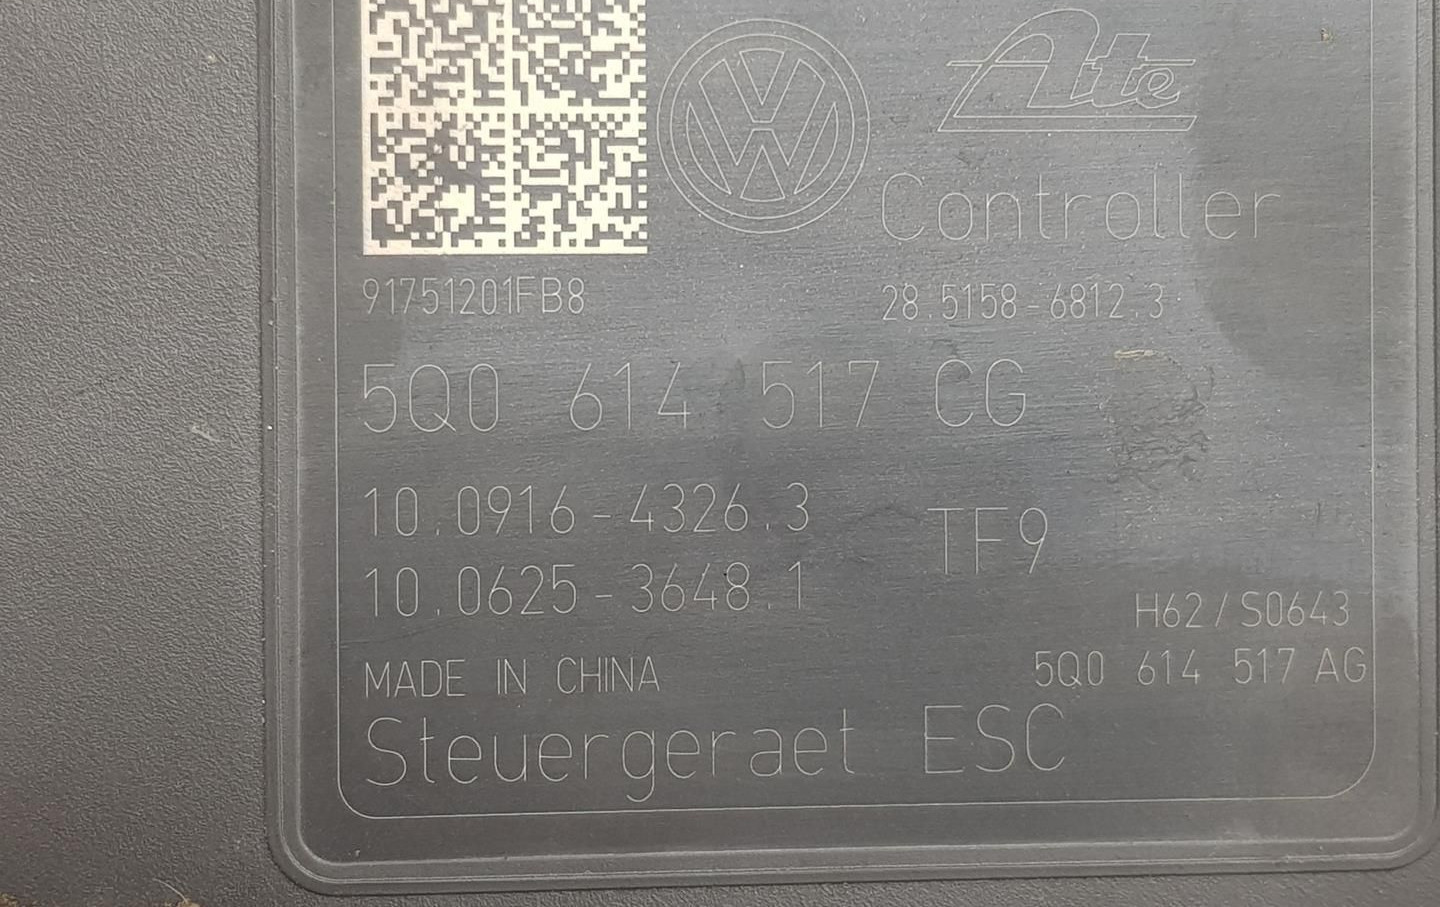 VW
Ate
Controller
91751201FB8
28.5158-6812.3
5Q0 614 517 CG
10.0916-4326.3
TF9
10.0625-3648.1
H62/S0643
MADE IN CHINA
5Q0 614 517 AG
Steuergeraet ESC